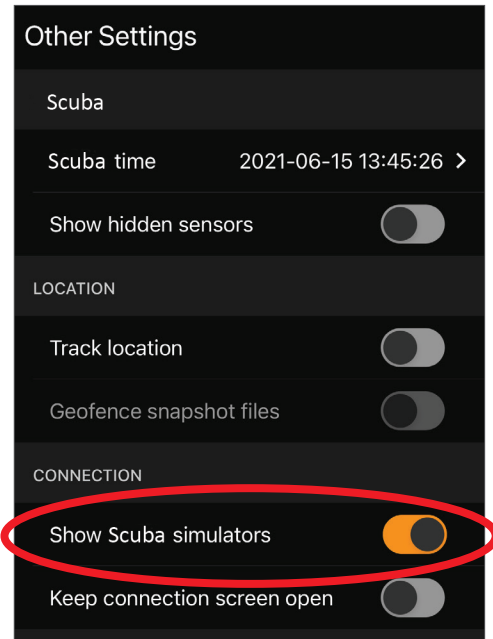 Other Settings
Scuba
Scuba time 2021-06-15 13:45:26 >
Show hidden sensors
LOCATION
Track location
Geofence snapshot files
CONNECTION
Show Scuba simulators
Keep connection screen open